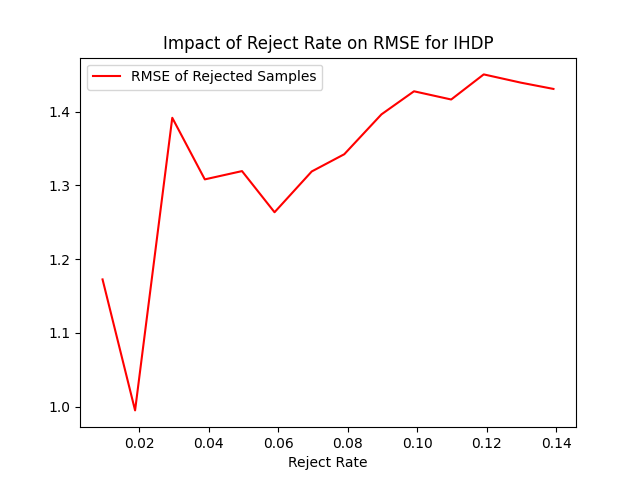 Impact of Reject Rate on RMSE for IHDP
RMSE of Rejected Samples
1.4
1.3
1.2
1.1
1.0
0.02 0.04 0.06 0.08 0.10 0.12 0.14
Reject Rate